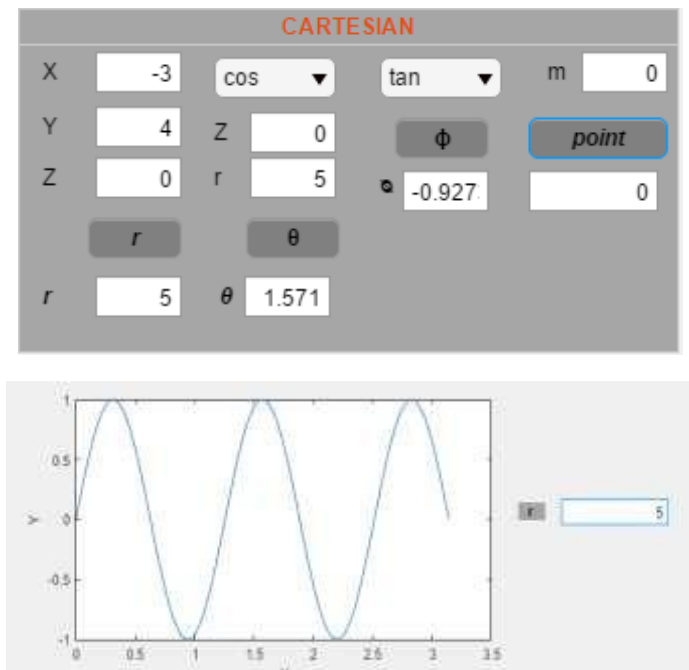 CARTESIAN
X -3 cos tan m 0
Y 4 Z 0 ϕ point
Z 0 r 5 -0.927 0
r θ
r 5 θ 1.571
1
0.5
Y 0 r 5
-0.5
-1
0 0.5 1 1.5 2 2.5 3 3.5